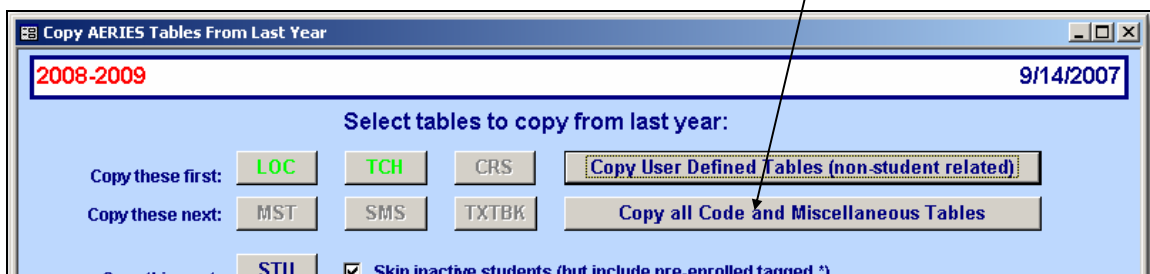 Copy AERIES Tables From Last Year
2008-2009 9/14/2007
Select tables to copy from last year:
Copy these first: LOC TCH CRS Copy User Defined Tables (non-student related)
Copy these next: MST SMS TXTBK Copy all Code and Miscellaneous Tables
STU Skip inactive students (but include pre-enrolled tagged *)